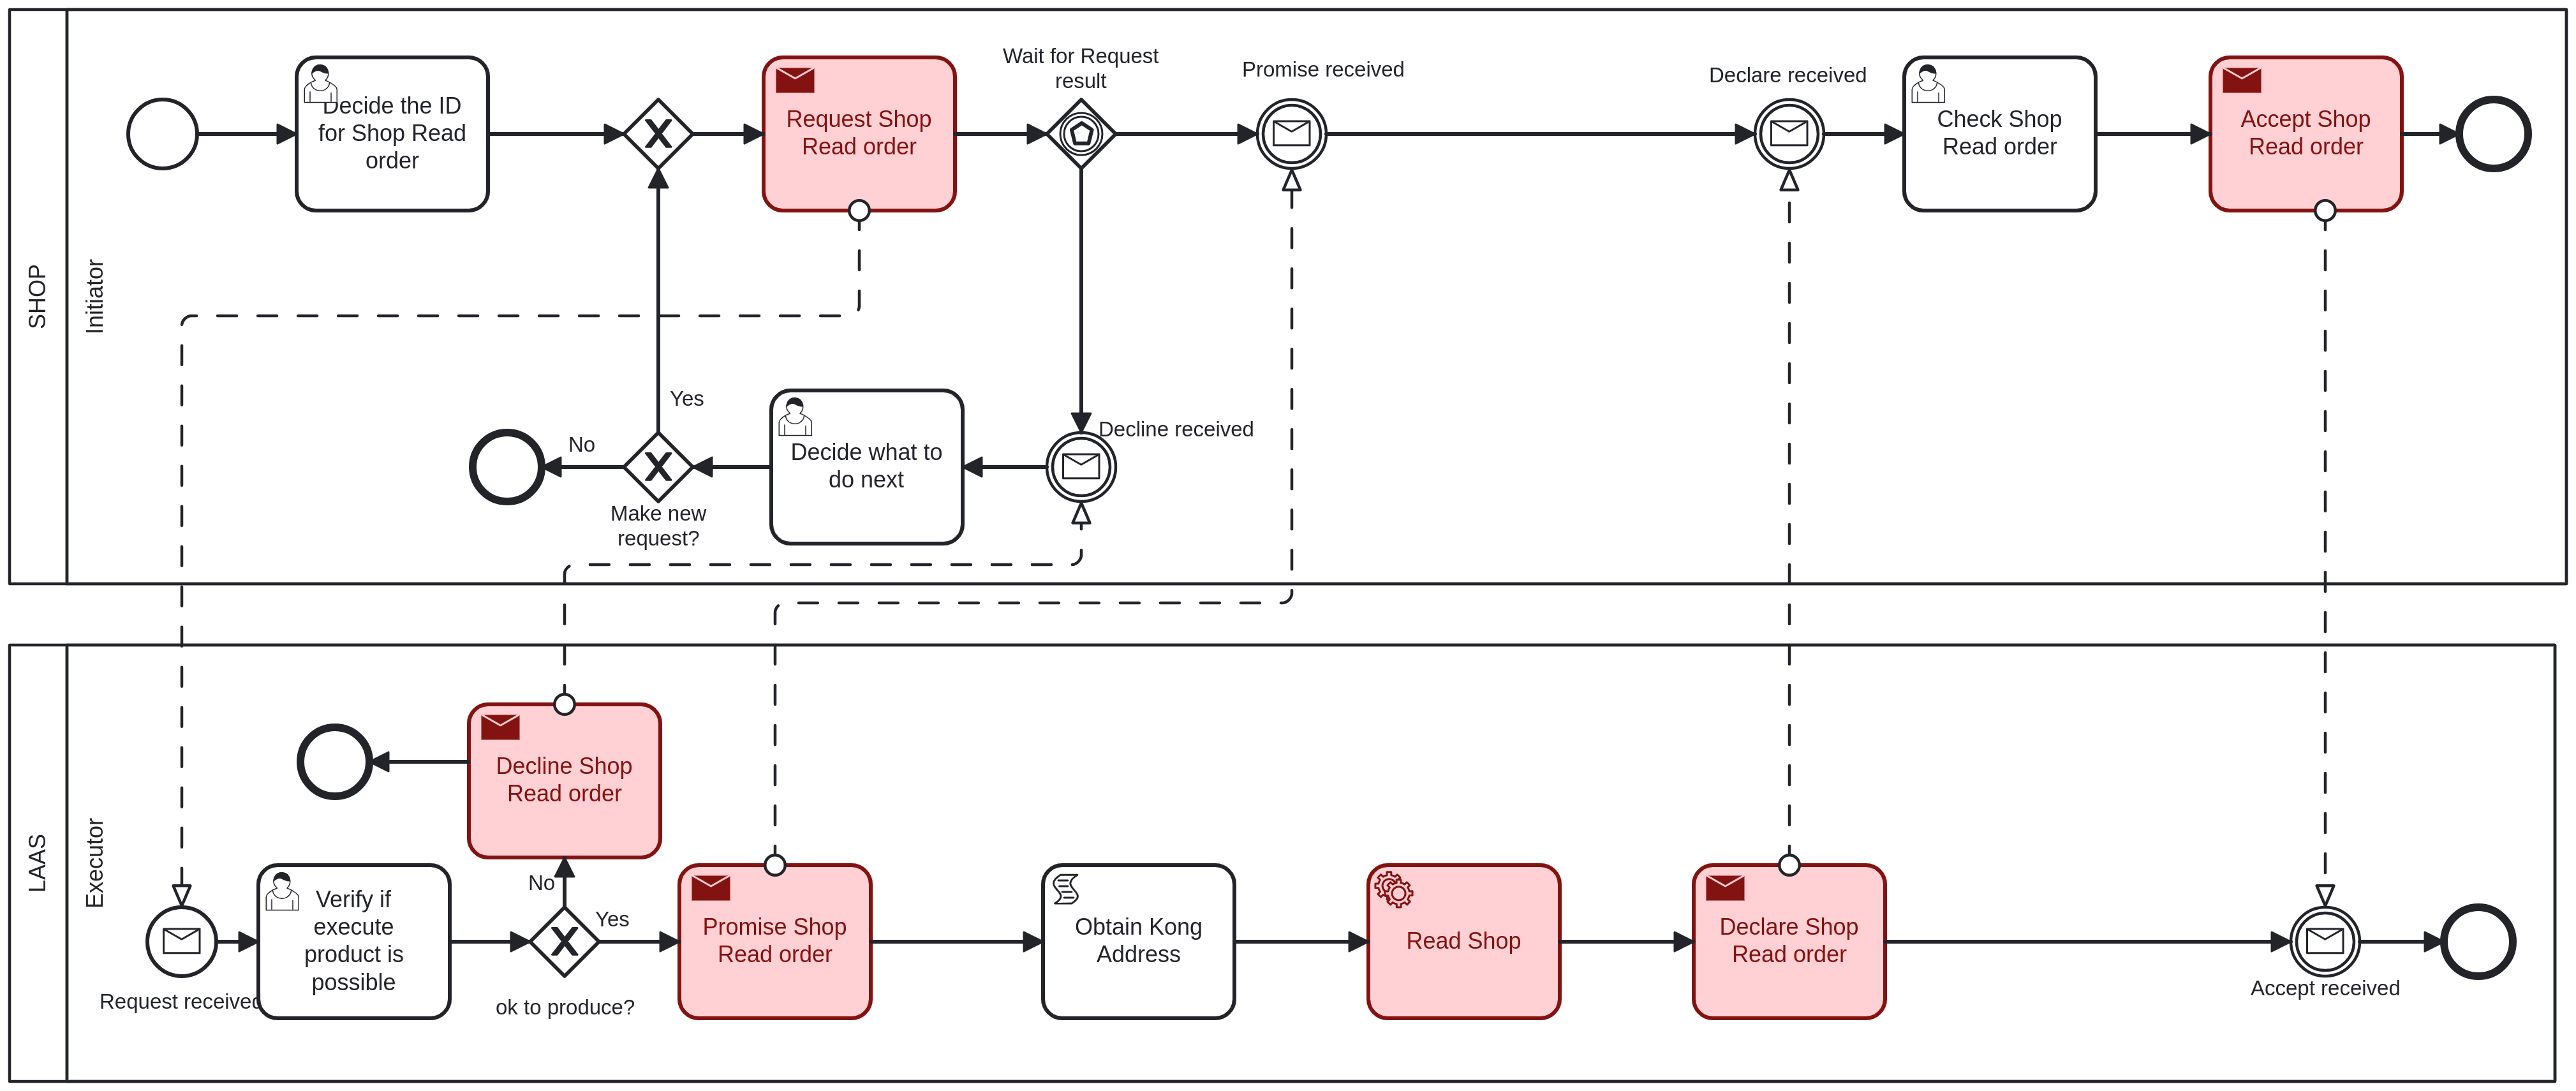 SHOP
Initiator
Decide the ID
for Shop Read
order
Request Shop
Read order
Wait for Request
result
Promise received
Declare received
Check Shop
Read order
Accept Shop
Read order
Yes
No
Make new
request?
Decide what to
do next
Decline received
LAAS
Executor
Decline Shop
Read order
Request received
Verify if
execute
product is
possible
No
Yes
ok to produce?
Promise Shop
Read order
Obtain Kong
Address
Read Shop
Declare Shop
Read order
Accept received